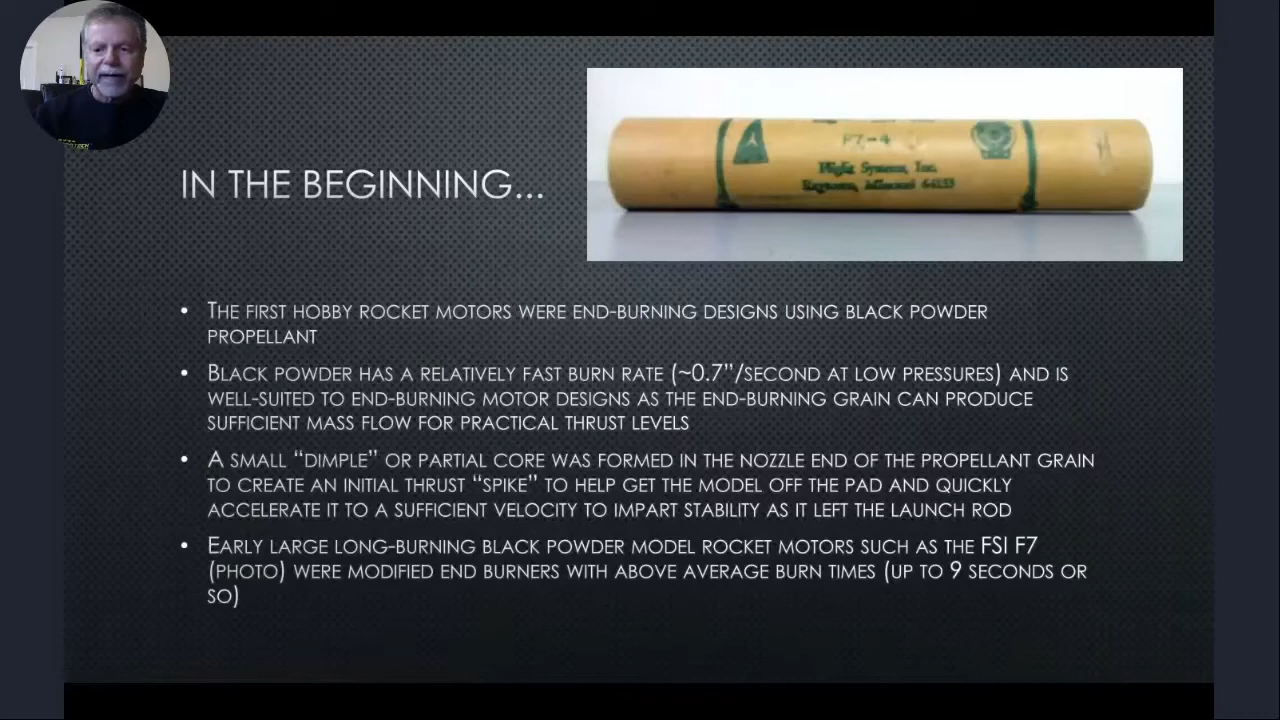 IN THE BEGINNING...
F7-4
Flight Systems, Inc.
Raytown, Missouri 64133
• THE FIRST HOBBY ROCKET MOTORS WERE END-BURNING DESIGNS USING BLACK POWDER
PROPELLANT
• BLACK POWDER HAS A RELATIVELY FAST BURN RATE (~0.7”/SECOND AT LOW PRESSURES) AND IS
WELL-SUITED TO END-BURNING MOTOR DESIGNS AS THE END-BURNING GRAIN CAN PRODUCE
SUFFICIENT MASS FLOW FOR PRACTICAL THRUST LEVELS
• A SMALL “DIMPLE” OR PARTIAL CORE WAS FORMED IN THE NOZZLE END OF THE PROPELLANT GRAIN
TO CREATE AN INITIAL THRUST “SPIKE” TO HELP GET THE MODEL OFF THE PAD AND QUICKLY
ACCELERATE IT TO A SUFFICIENT VELOCITY TO IMPART STABILITY AS IT LEFT THE LAUNCH ROD
• EARLY LARGE LONG-BURNING BLACK POWDER MODEL ROCKET MOTORS SUCH AS THE FSI F7
(PHOTO) WERE MODIFIED END BURNERS WITH ABOVE AVERAGE BURN TIMES (UP TO 9 SECONDS OR
SO)